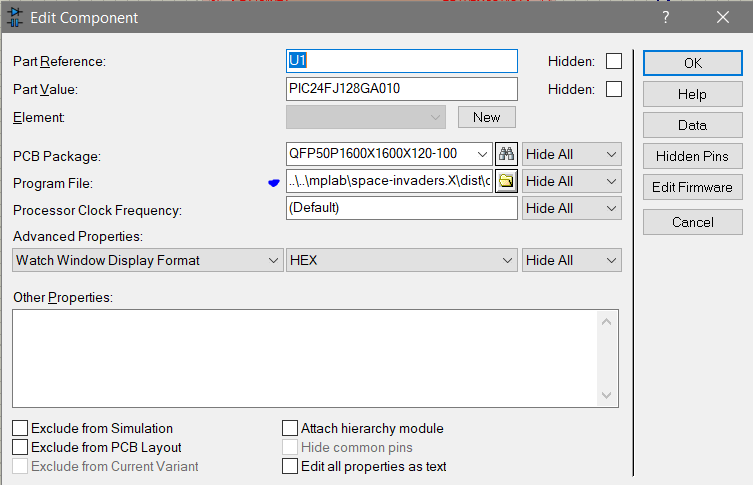 Edit Component
? ×
Part Reference: U1 Hidden: OK
Part Value: PIC24FJ128GA010 Hidden: Help
Element: New Data
PCB Package: QFP50P1600X1600X120-100 Hide All Hidden Pins
Program File: ..\..\mplab\space-invaders.X\dist\c Hide All Edit Firmware
Processor Clock Frequency: (Default) Hide All Cancel
Advanced Properties:
Watch Window Display Format HEX Hide All
Other Properties:
Exclude from Simulation Attach hierarchy module
Exclude from PCB Layout Hide common pins
Exclude from Current Variant Edit all properties as text